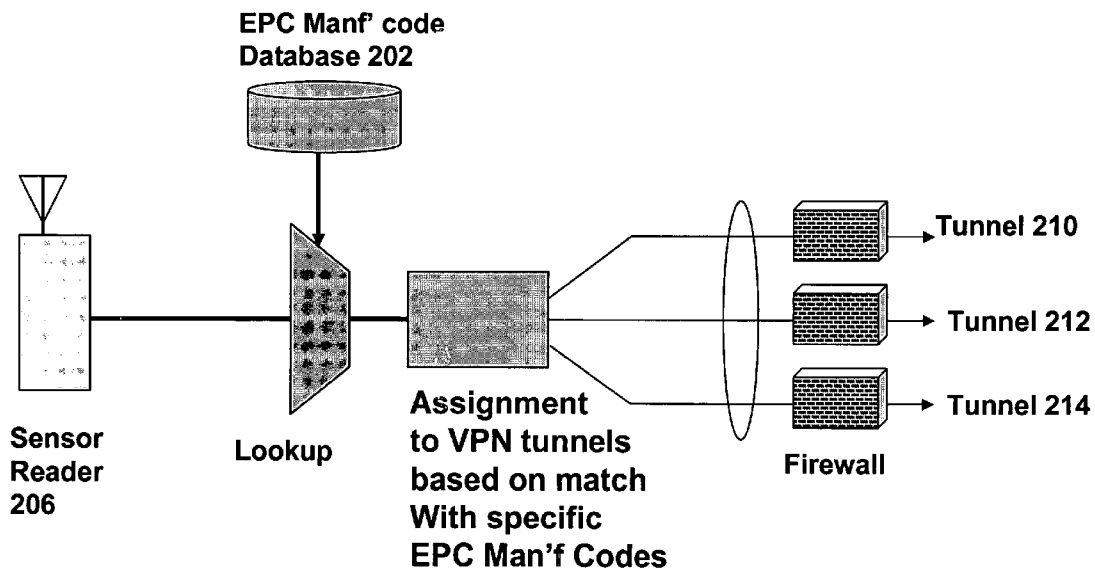 EPC Manf' code
Database 202
Tunnel 210
Tunnel 212
Tunnel 214
Sensor
Reader
206
Lookup
Assignment
to VPN tunnels
based on match
With specific
EPC Man'f Codes
Firewall